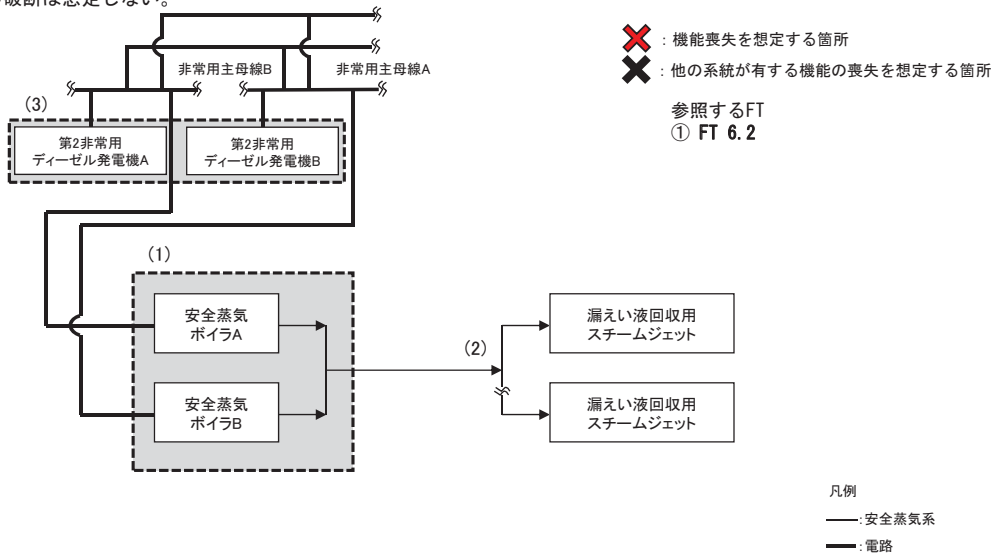 破断は想定しない。
：機能喪失を想定する箇所
：他の系統が有する機能の喪失を想定する箇所
参照するFT
① FT 6.2
非常用主母線B
非常用主母線A
(3)
第2非常用
ディーゼル発電機A
第2非常用
ディーゼル発電機B
(1)
安全蒸気
ボイラA
安全蒸気
ボイラB
(2)
漏えい液回収用
スチームジェット
漏えい液回収用
スチームジェット
凡例
：安全蒸気系
：電路